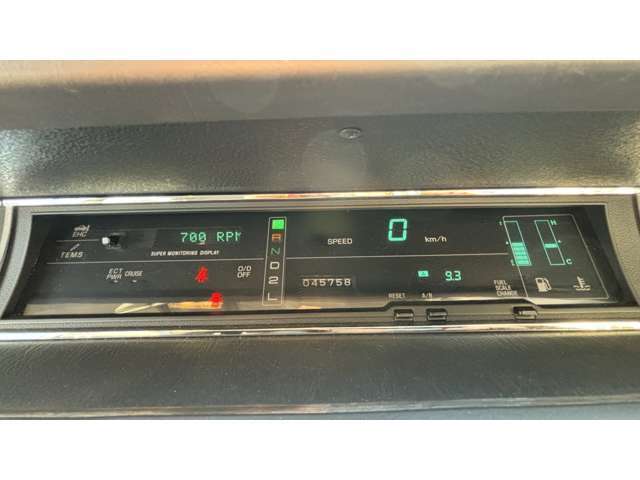 EHC
TEMS
700 RPM
SUPER MONITORING DISPLAY
ECT
PWR
CRUISE
O/D
OFF
R
N
D
2
L
SPEED
0
km/h
045758
A
9.3
RESET
A/B
FUEL
SCALE
CHANGE
F
H
E
C